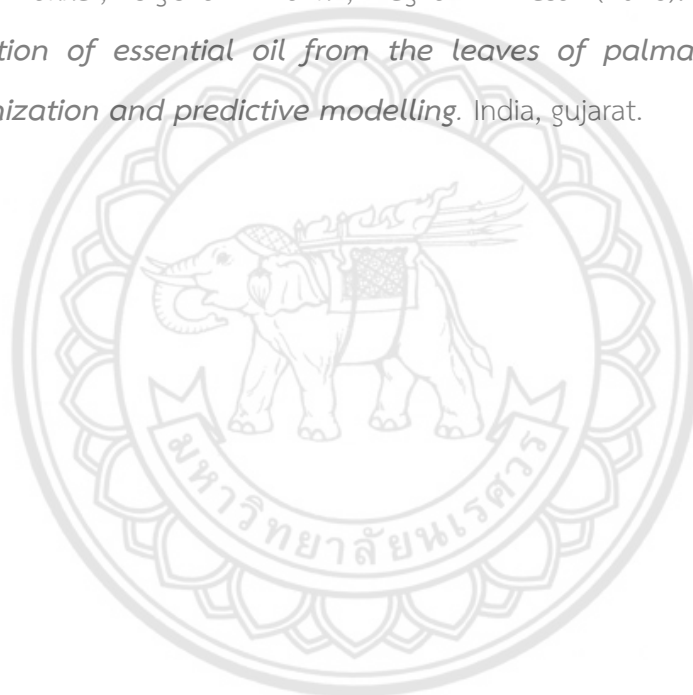 tion of essential oil from the leaves of palma
nization and predictive modelling. India, gujarat.
มหาวิทยาลัยนเรศวร